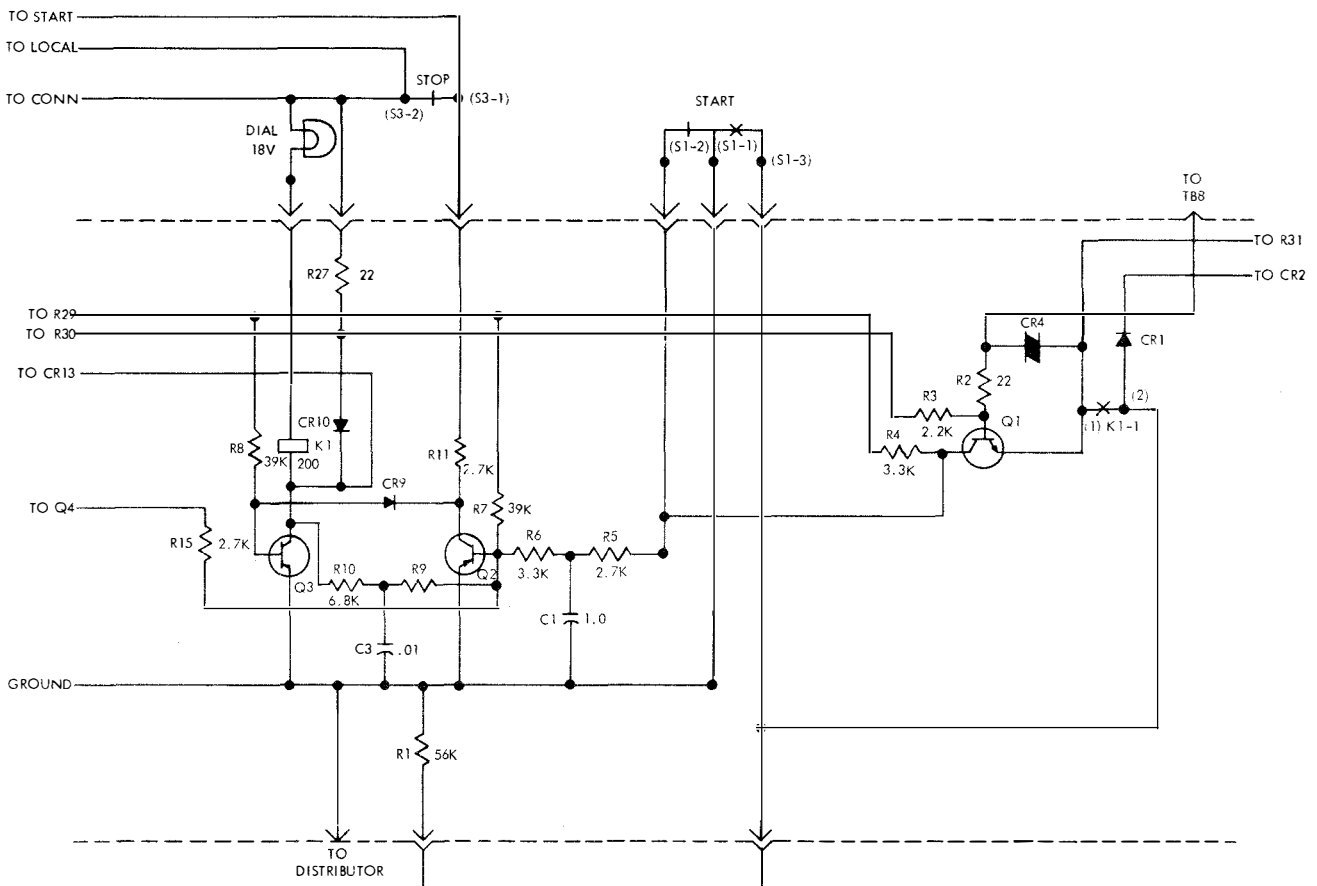 TO START
TO LOCAL
STOP
TO CONN
(S3-2)
(S3-1)
START
DIAL
18V
(S1-2)
(S1-1)
(S1-3)
TO
TB8
TO R31
R27
22
TO CR2
TO R29
CR4
TO R30
CR1
TO CR13
R2
22
R3
2.2K
Q1
(2)
(1) K1-1
CR10
R8
39K
K1
200
R11
2.7K
R4
3.3K
CR9
R7
39K
TO Q4
R15
2.7K
R6
3.3K
R5
2.7K
Q3
Q2
R10
6.8K
R9
C1
1.0
C3
.01
GROUND
R1
56K
TO
DISTRIBUTOR